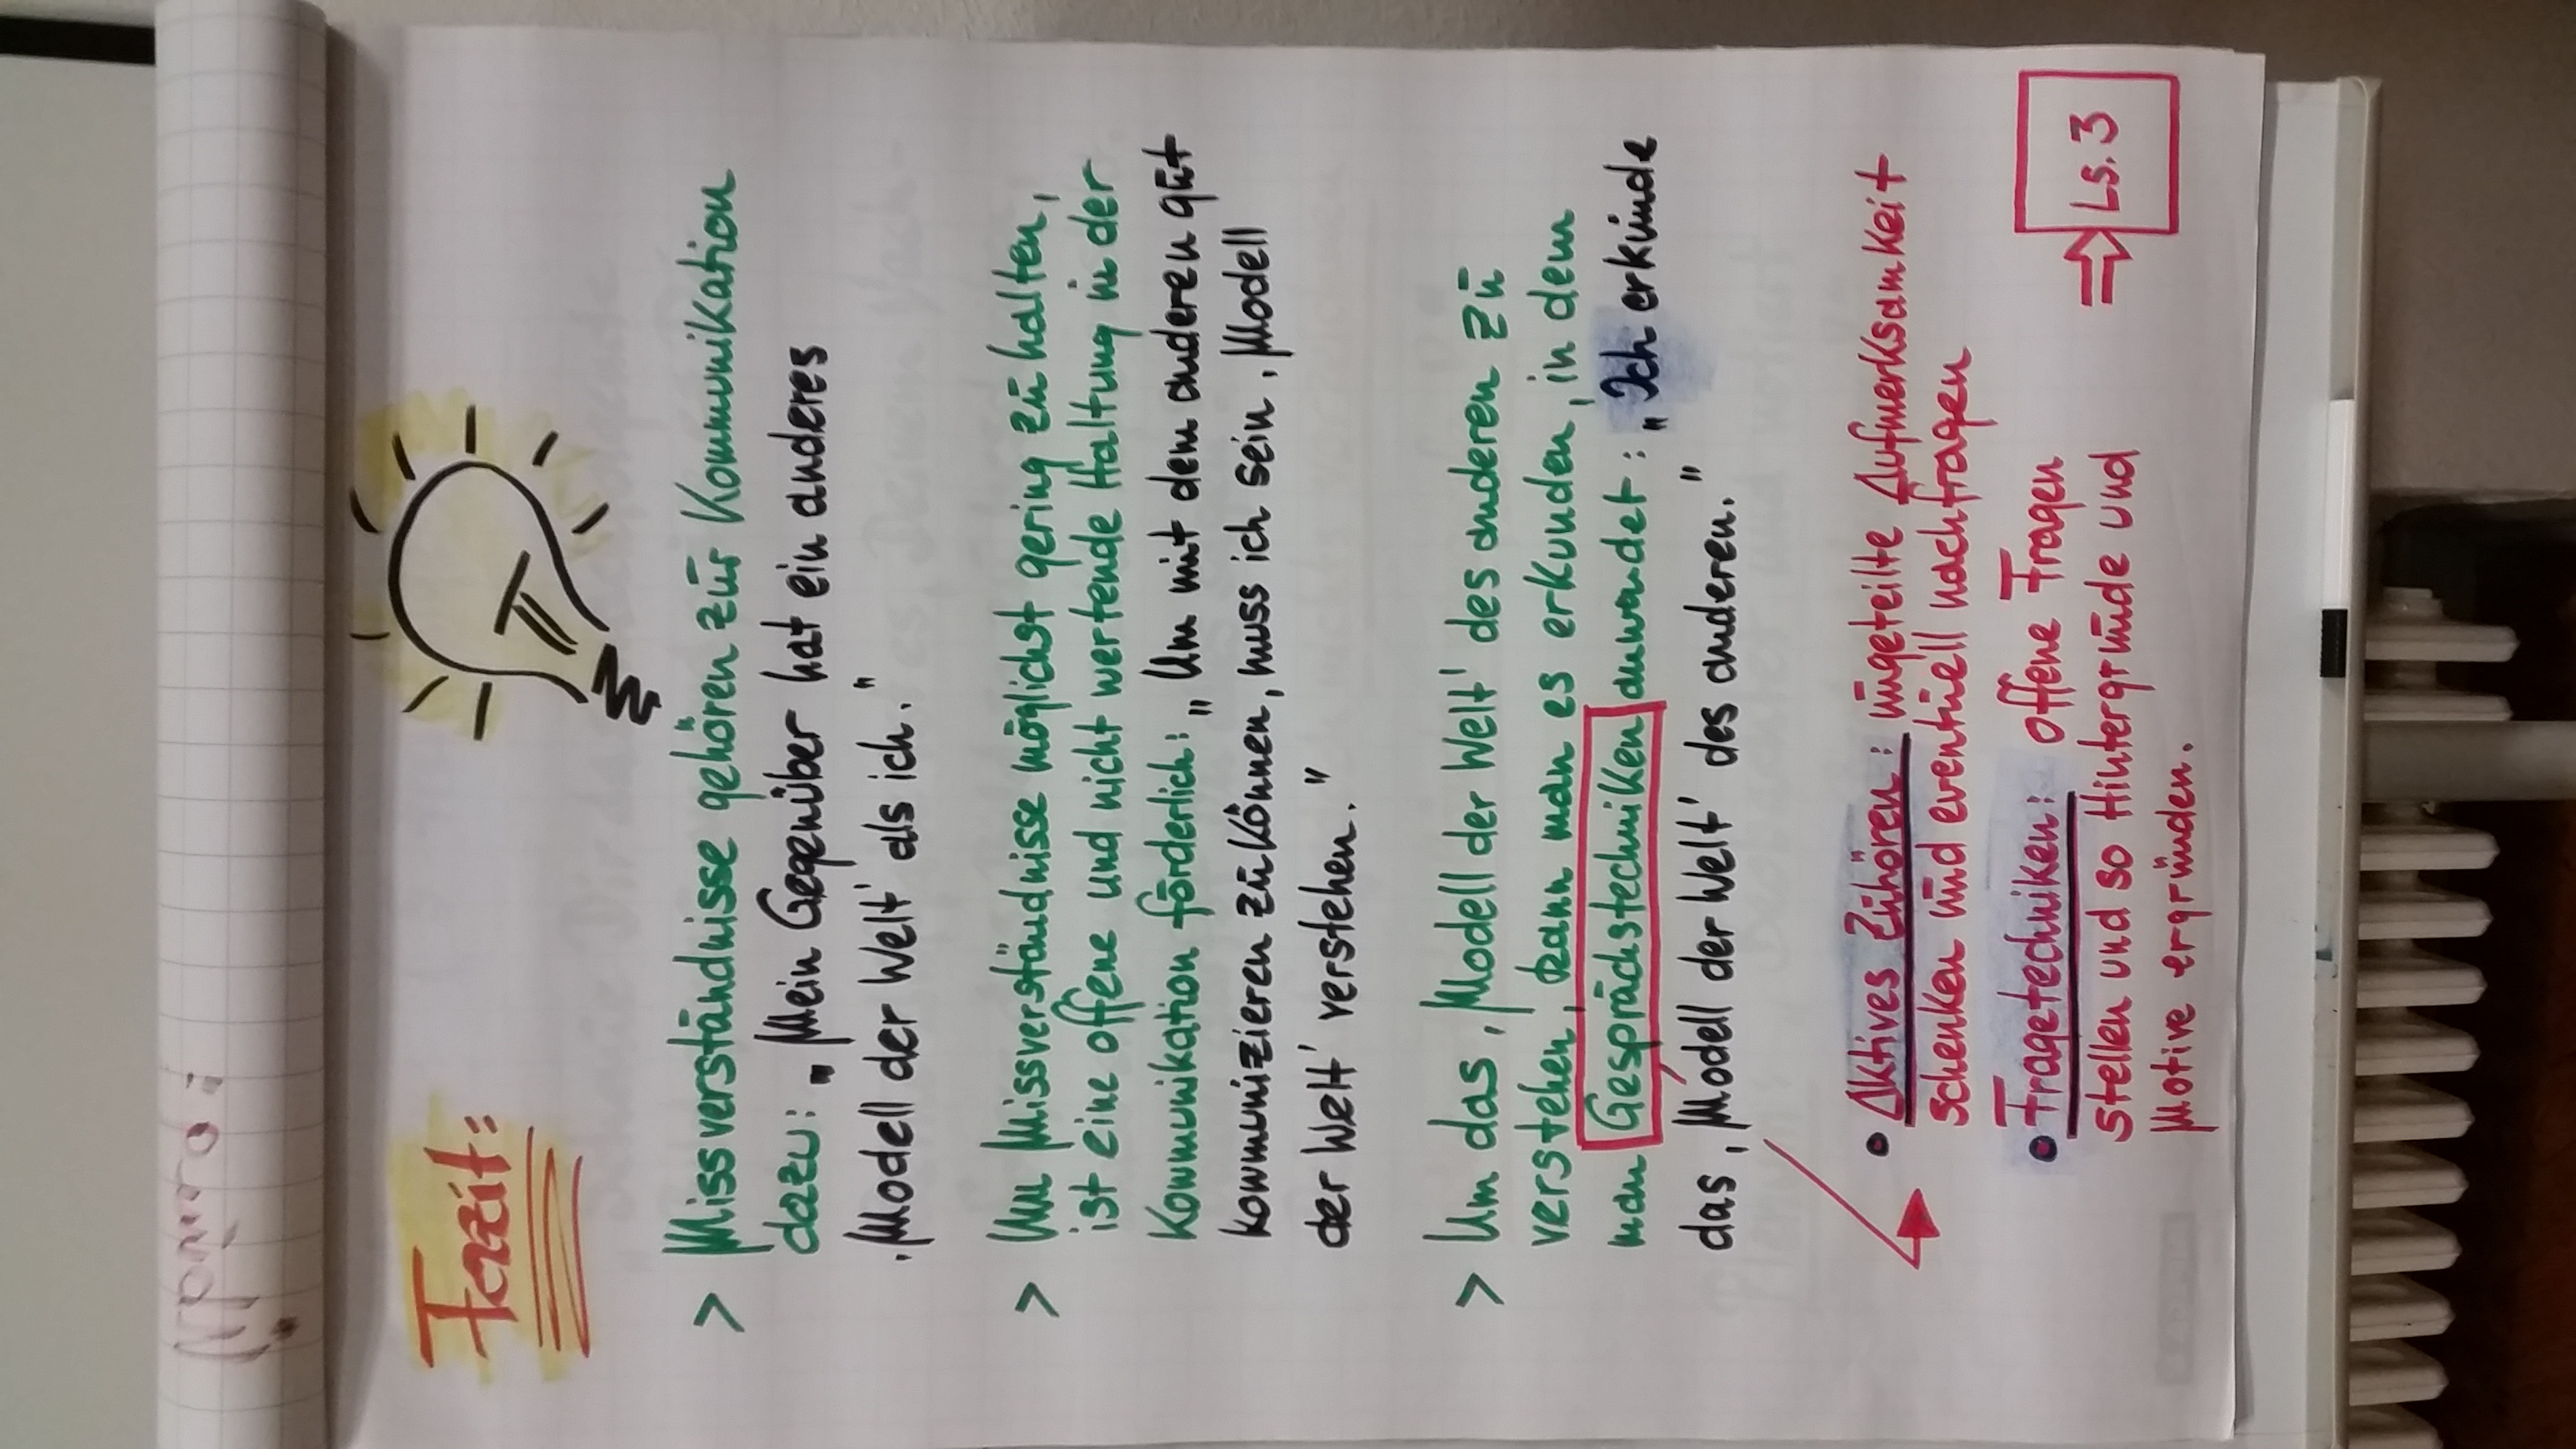 Fazit:
> Missverständnisse gehören zur Kommunikation
dazu: „Mein Gegenüber hat ein anderes
‚Modell der Welt' als ich."
> Um Missverständnisse möglichst gering zu halten,
ist eine offene und nicht wertende Haltung in der
Kommunikation förderlich: „Um mit dem anderen gut
kommunizieren zu können, muss ich sein ‚Modell
der Welt' verstehen."
> Um das ‚Modell der Welt' des anderen zu
verstehen, kann man es erkunden, in dem
man Gesprächstechniken anwendet: „Ich erkunde
das ‚Modell der Welt' des anderen."
• Aktives Zuhören: ungeteilte Aufmerksamkeit
schenken und eventuell nachfragen
• Fragetechniken: offene Fragen
stellen und so Hintergründe und
Motive ergründen.
⇒ Ls. 3